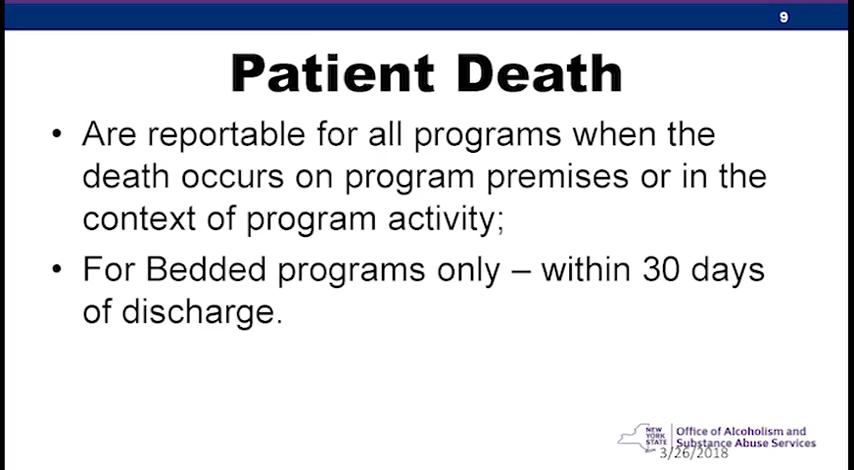 9
Patient Death
• Are reportable for all programs when the
death occurs on program premises or in the
context of program activity;
• For Bedded programs only – within 30 days
of discharge.
NEW
YORK
STATE
Office of Alcoholism and
Substance Abuse Services
3/26/2018